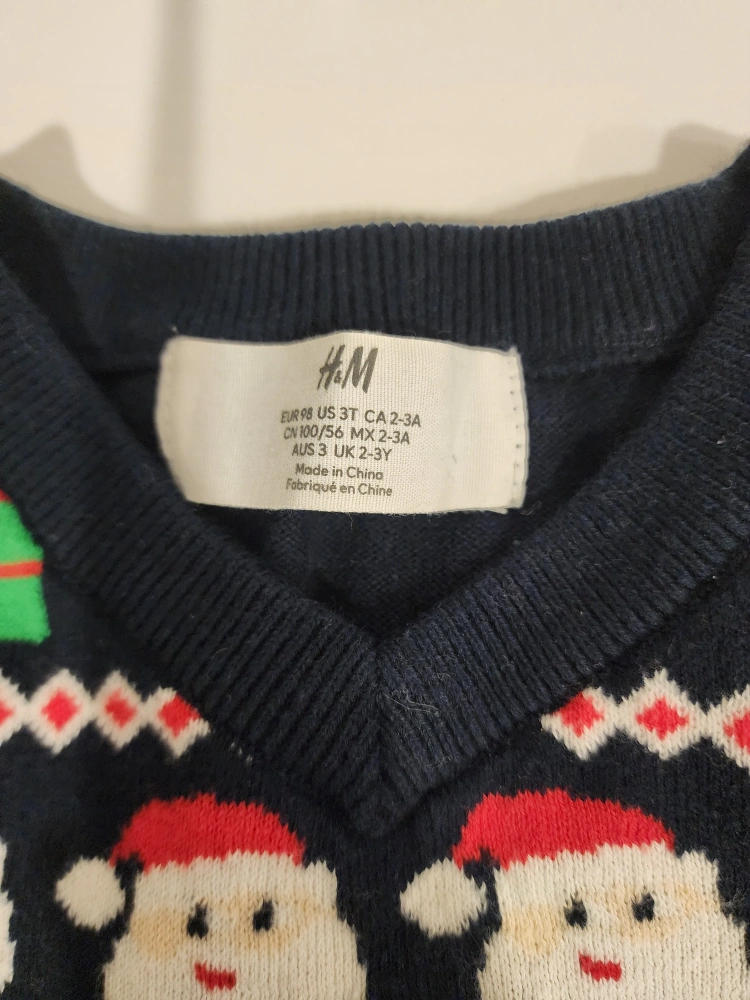 H&M
EUR 98 US 3T CA 2-3A
CN 100/56 MX 2-3A
AUS 3 UK 2-3Y
Made in China
Fabriqué en Chine